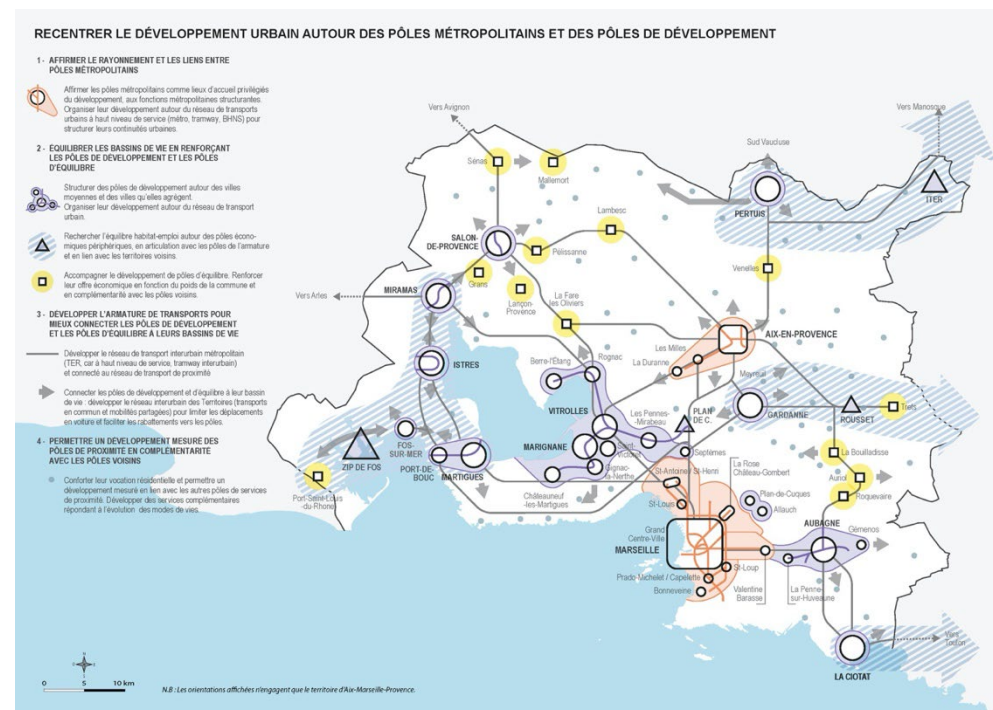 RECENTRER LE DÉVELOPPEMENT URBAIN AUTOUR DES PÔLES MÉTROPOLITAINS ET DES PÔLES DE DÉVELOPPEMENT
1 - AFFIRMER LE RAYONNEMENT ET LES LIENS ENTRE
PÔLES MÉTROPOLITAINS
Affirmer les pôles métropolitains comme lieux d'accueil privilégiés
du développement, aux fonctions métropolitaines structurantes.
Organiser leur développement autour du réseau de transports
urbains à haut niveau de service (métro, tramway, BHNS) pour
structurer leurs continuités urbaines.
2 - ÉQUILIBRER LES BASSINS DE VIE EN RENFORÇANT
LES PÔLES DE DÉVELOPPEMENT ET LES PÔLES
D'ÉQUILIBRE
Structurer des pôles de développement autour des villes
moyennes et des villes qu'elles agrègent.
Organiser leur développement autour du réseau de transport
urbain.
Rechercher l'équilibre habitat-emploi autour des pôles écono-
miques périphériques, en articulation avec les pôles de l'armature
et en lien avec les territoires voisins.
Accompagner le développement de pôles d'équilibre. Renforcer
leur offre économique en fonction du poids de la commune et
en complémentarité avec les pôles voisins.
3 - DÉVELOPPER L'ARMATURE DE TRANSPORTS POUR
MIEUX CONNECTER LES PÔLES DE DÉVELOPPEMENT
ET LES PÔLES D'ÉQUILIBRE À LEURS BASSINS DE VIE
Développer le réseau de transport interurbain métropolitain
(TER, car à haut niveau de service, tramway interurbain)
et connecté au réseau de transport de proximité
Connecter les pôles de développement et d'équilibre à leur bassin
de vie : développer le réseau interurbain des Territoires (transports
en commun et mobilités partagées) pour limiter les déplacements
en voiture et faciliter les rabattements vers les pôles.
4 - PERMETTRE UN DÉVELOPPEMENT MESURÉ DES
PÔLES DE PROXIMITÉ EN COMPLÉMENTARITÉ
AVEC LES PÔLES VOISINS
Conforter leur vocation résidentielle et permettre un
développement mesuré en lien avec les autres pôles de services
de proximité. Développer des services complémentaires
répondant à l'évolution des modes de vies.
Vers Avignon
Vers Manosque
Sud Vaucluse
Sénas
Mallemort
ITER
PERTUIS
Lambesc
SALON-
DE-PROVENCE
Pélissanne
Venelles
Grans
MIRAMAS
Lançon-
Provence
Vers Arles
La Fare
les Oliviers
AIX-EN-PROVENCE
Les Milles
La Duranne
Rognac
Berre-l'Étang
ISTRES
Meyreuil
VITROLLES
Les Pennes-
Mirabeau
PLAN
DE C.
GARDANNE
ROUSSET
Trets
FOS-
SUR-MER
MARIGNANE
Saint-
Victoret
Septèmes
ZIP DE FOS
PORT-DE-
BOUC
MARTIGUES
Gignac-
la-Nerthe
La Bouilladisse
St-Antoine / St-Henri
La Rose
Château-Gombert
Auriol
Port-Saint-Louis
du-Rhone
Châteauneuf
-les-Martigues
Roquevaire
St-Louis
Plan-de-Cuques
Allauch
AUBAGNE
Gémenos
Grand
Centre-Ville
MARSEILLE
St-Loup
Prado-Michelet / Capelette
Bonneveine
Valentine
Barasse
La Penne-
sur-Huveaune
Vers
Toulon
LA CIOTAT
0 5 10 km
N.B : Les orientations affichées n'engagent que le territoire d'Aix-Marseille-Provence.